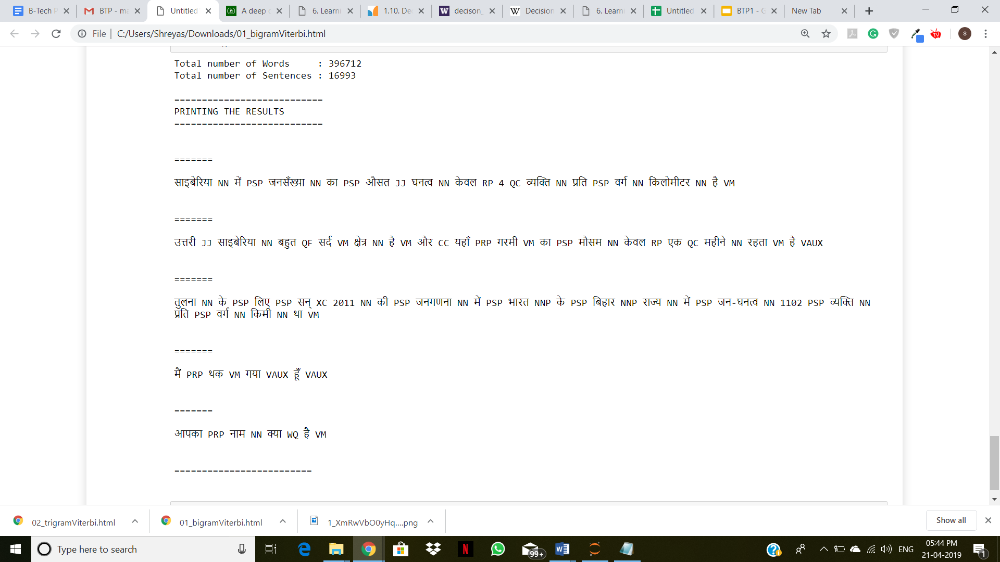 B-Tech P
BTP - ma
Untitled
A deep
6. Learni
1.10. De
decison_
Decision
6. Learni
Untitled
BTP1 - G
New Tab
File | C:/Users/Shreyas/Downloads/01_bigramViterbi.html
Total number of Words : 396712
Total number of Sentences : 16993
===========================
PRINTING THE RESULTS
===========================
=======
साइबेरिया NN में PSP जनसँख्या NN का PSP औसत JJ घनत्व NN केवल RP 4 QC व्यक्ति NN प्रति PSP वर्ग NN किलोमीटर NN है VM
=======
उत्तरी JJ साइबेरिया NN बहुत QF सर्द VM क्षेत्र NN है VM और CC यहाँ PRP गरमी VM का PSP मौसम NN केवल RP एक QC महीने NN रहता VM है VAUX
=======
तुलना NN के PSP लिए PSP सन् XC 2011 NN की PSP जनगणना NN में PSP भारत NNP के PSP बिहार NNP राज्य NN में PSP जन-घनत्व NN 1102 PSP व्यक्ति NN
प्रति PSP वर्ग NN किमी NN था VM
=======
मैं PRP थक VM गया VAUX हूँ VAUX
=======
आपका PRP नाम NN क्या WQ है VM
=========================
02_trigramViterbi.html
01_bigramViterbi.html
1_XmRwVbO0yHq....png
Show all
Type here to search
99+
ENG
05:44 PM
21-04-2019
1